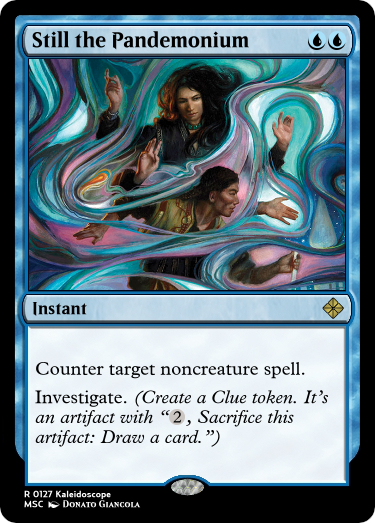 Still the Pandemonium
Instant
Counter target noncreature spell.
Investigate. (Create a Clue token. It's
an artifact with “2, Sacrifice this
artifact: Draw a card.”)
R 0127 Kaleidoscope
MSC Donato Giancola